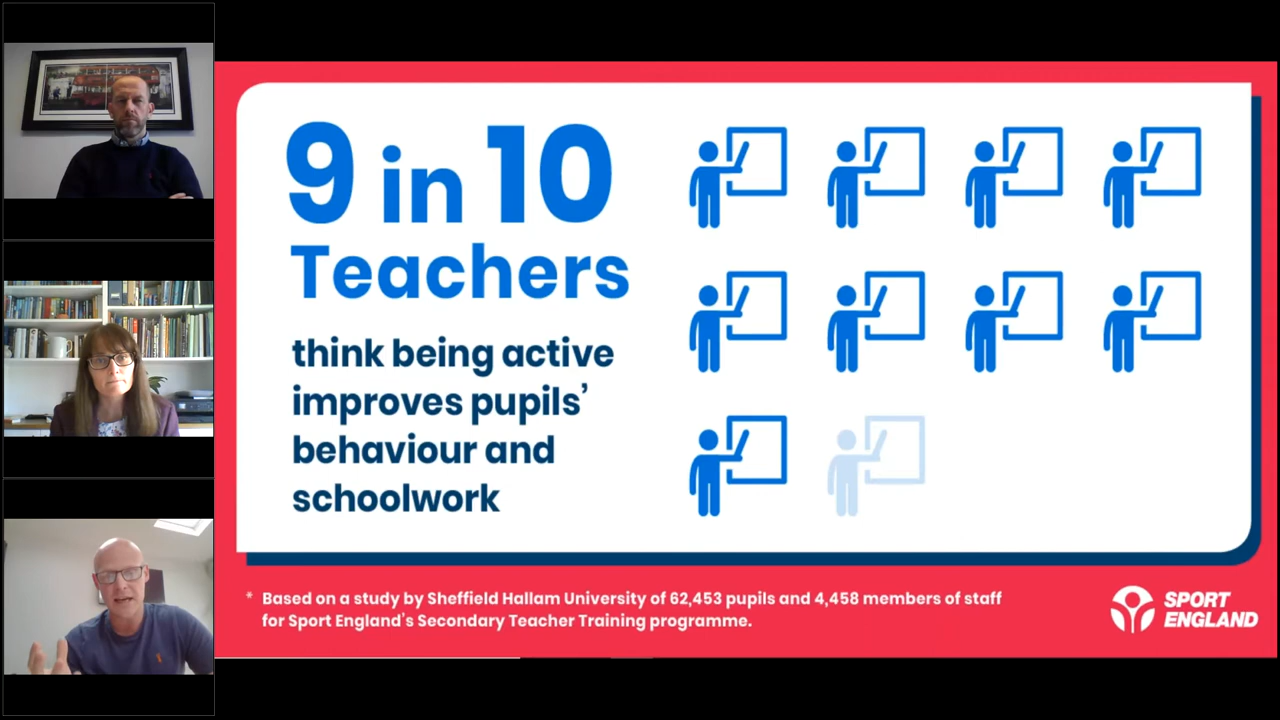 9 in 10
Teachers
think being active
improves pupils’
behaviour and
schoolwork
* Based on a study by Sheffield Hallam University of 62,453 pupils and 4,458 members of staff
for Sport England’s Secondary Teacher Training programme.
SPORT
ENGLAND